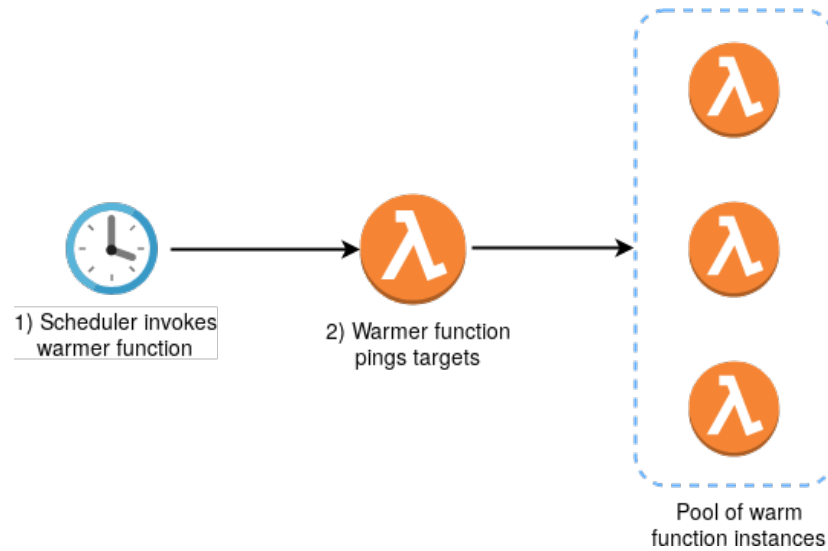 1) Scheduler invokes
warmer function
2) Warmer function
pings targets
Pool of warm
function instances